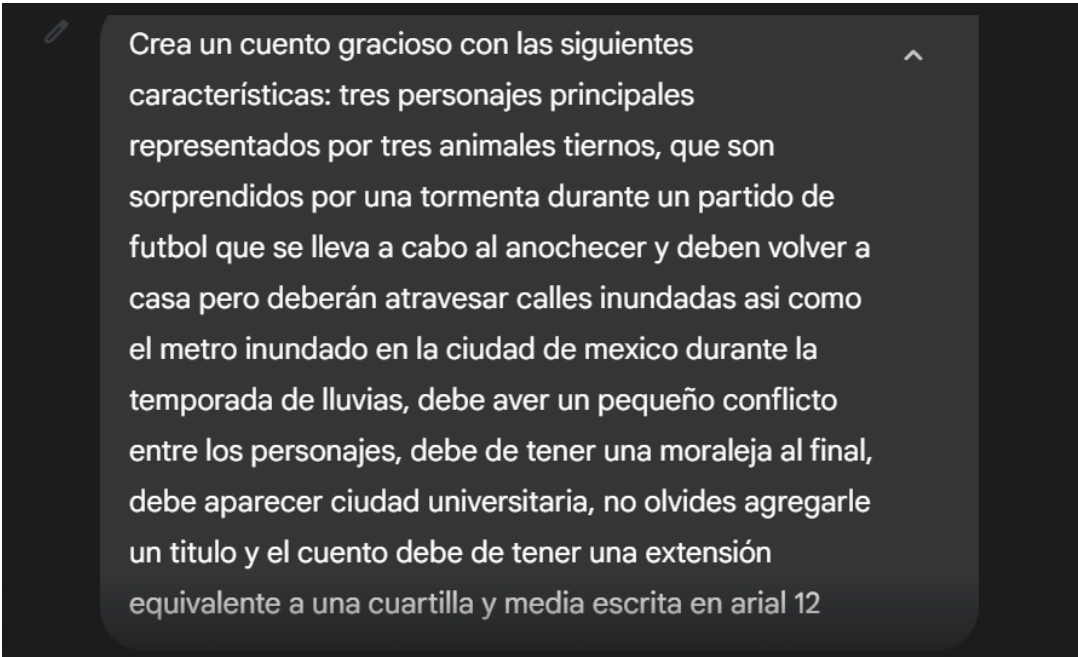 Crea un cuento gracioso con las siguientes
características: tres personajes principales
representados por tres animales tiernos, que son
sorprendidos por una tormenta durante un partido de
futbol que se lleva a cabo al anochecer y deben volver a
casa pero deberán atravesar calles inundadas asi como
el metro inundado en la ciudad de mexico durante la
temporada de lluvias, debe aver un pequeño conflicto
entre los personajes, debe de tener una moraleja al final,
debe aparecer ciudad universitaria, no olvides agregarle
un titulo y el cuento debe de tener una extensión
equivalente a una cuartilla y media escrita en arial 12